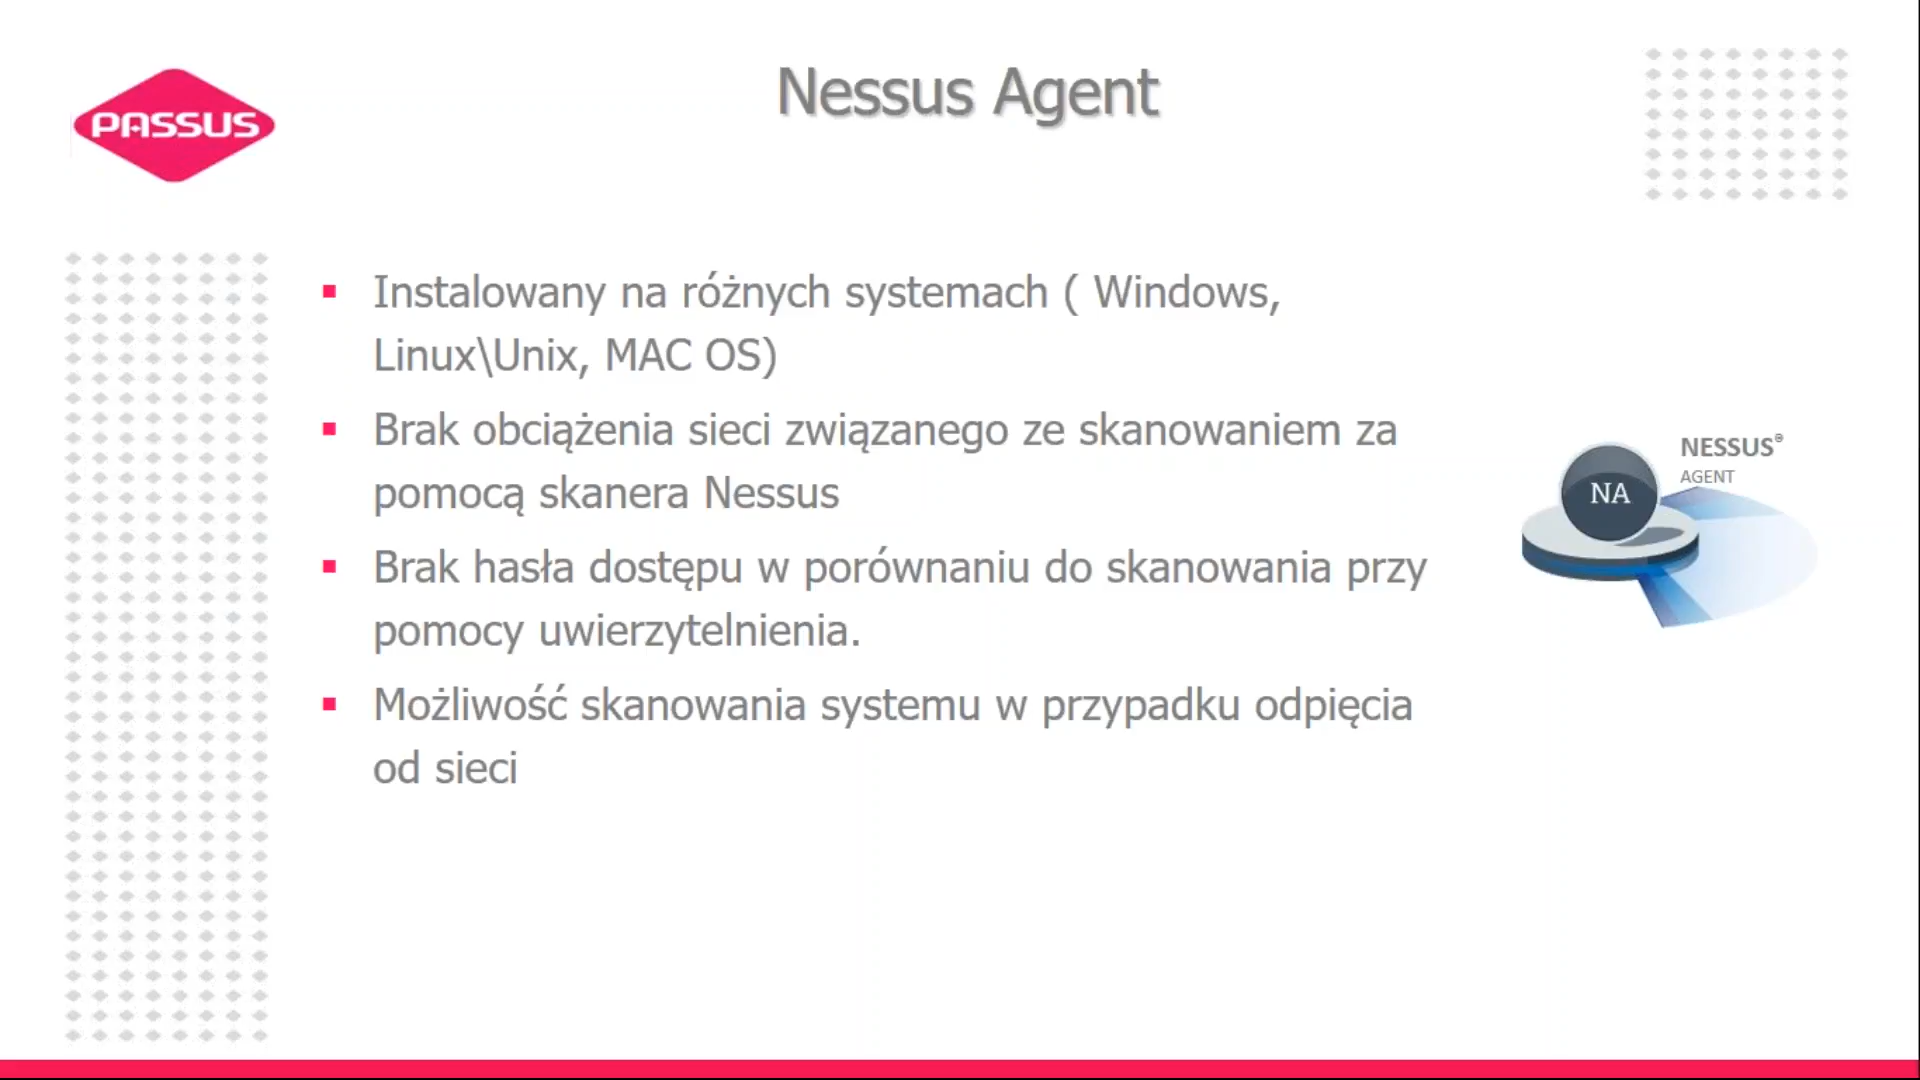 PASSUS
Nessus Agent
Instalowany na różnych systemach ( Windows,
Linux\Unix, MAC OS)
Brak obciążenia sieci związanego ze skanowaniem za
pomocą skanera Nessus
Brak hasła dostępu w porównaniu do skanowania przy
pomocy uwierzytelnienia.
Możliwość skanowania systemu w przypadku odpięcia
od sieci
NESSUS®
AGENT
NA